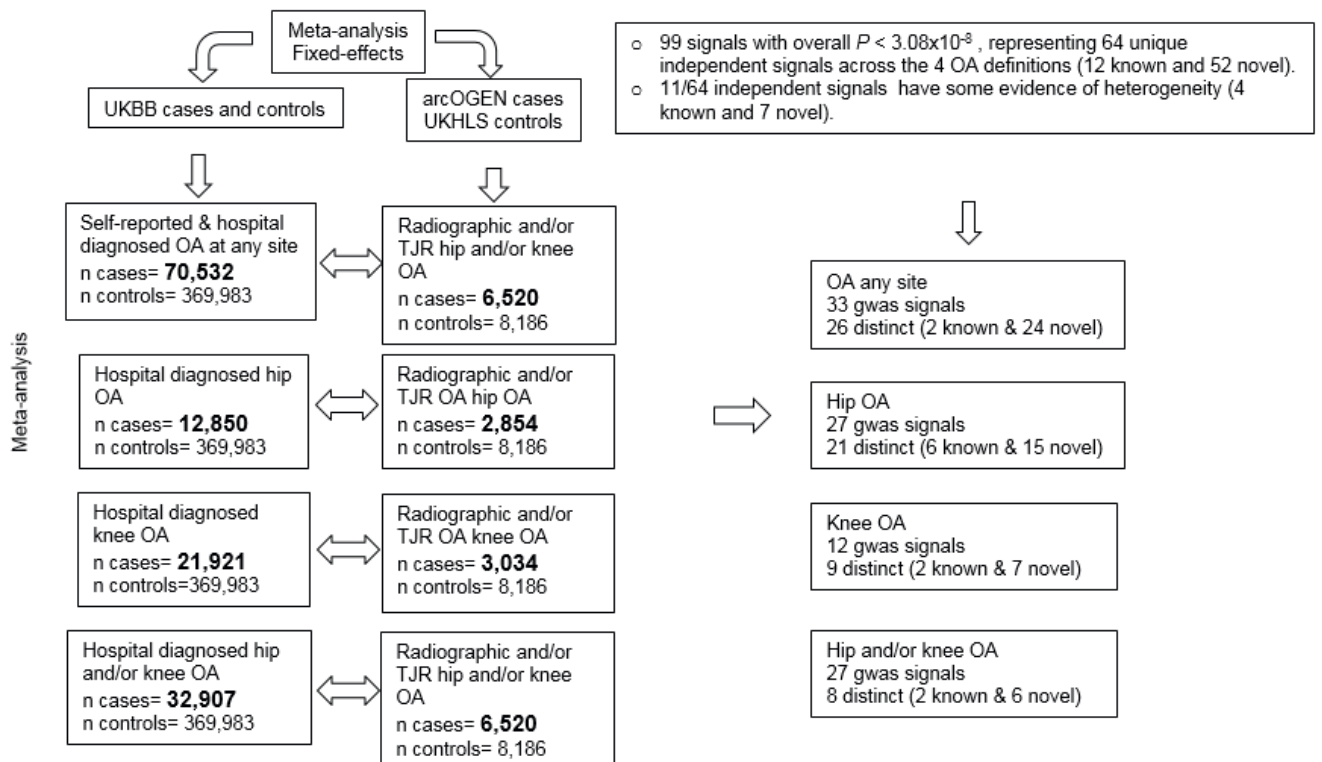 Meta-analysis
Fixed-effects
UKBB cases and controls
arcOGEN cases
UKHLS controls
o 99 signals with overall P < 3.08x10⁻⁸ , representing 64 unique
independent signals across the 4 OA definitions (12 known and 52 novel).
o 11/64 independent signals have some evidence of heterogeneity (4
known and 7 novel).
Meta-analysis
Self-reported & hospital
diagnosed OA at any site
n cases= 70,532
n controls= 369,983
Radiographic and/or
TJR hip and/or knee
OA
n cases= 6,520
n controls= 8,186
OA any site
33 gwas signals
26 distinct (2 known & 24 novel)
Hospital diagnosed hip
OA
n cases= 12,850
n controls= 369,983
Radiographic and/or
TJR OA hip OA
n cases= 2,854
n controls= 8,186
Hip OA
27 gwas signals
21 distinct (6 known & 15 novel)
Hospital diagnosed
knee OA
n cases= 21,921
n controls=369,983
Radiographic and/or
TJR OA knee OA
n cases= 3,034
n controls= 8,186
Knee OA
12 gwas signals
9 distinct (2 known & 7 novel)
Hospital diagnosed hip
and/or knee OA
n cases= 32,907
n controls= 369,983
Radiographic and/or
TJR hip and/or knee
OA
n cases= 6,520
n controls= 8,186
Hip and/or knee OA
27 gwas signals
8 distinct (2 known & 6 novel)